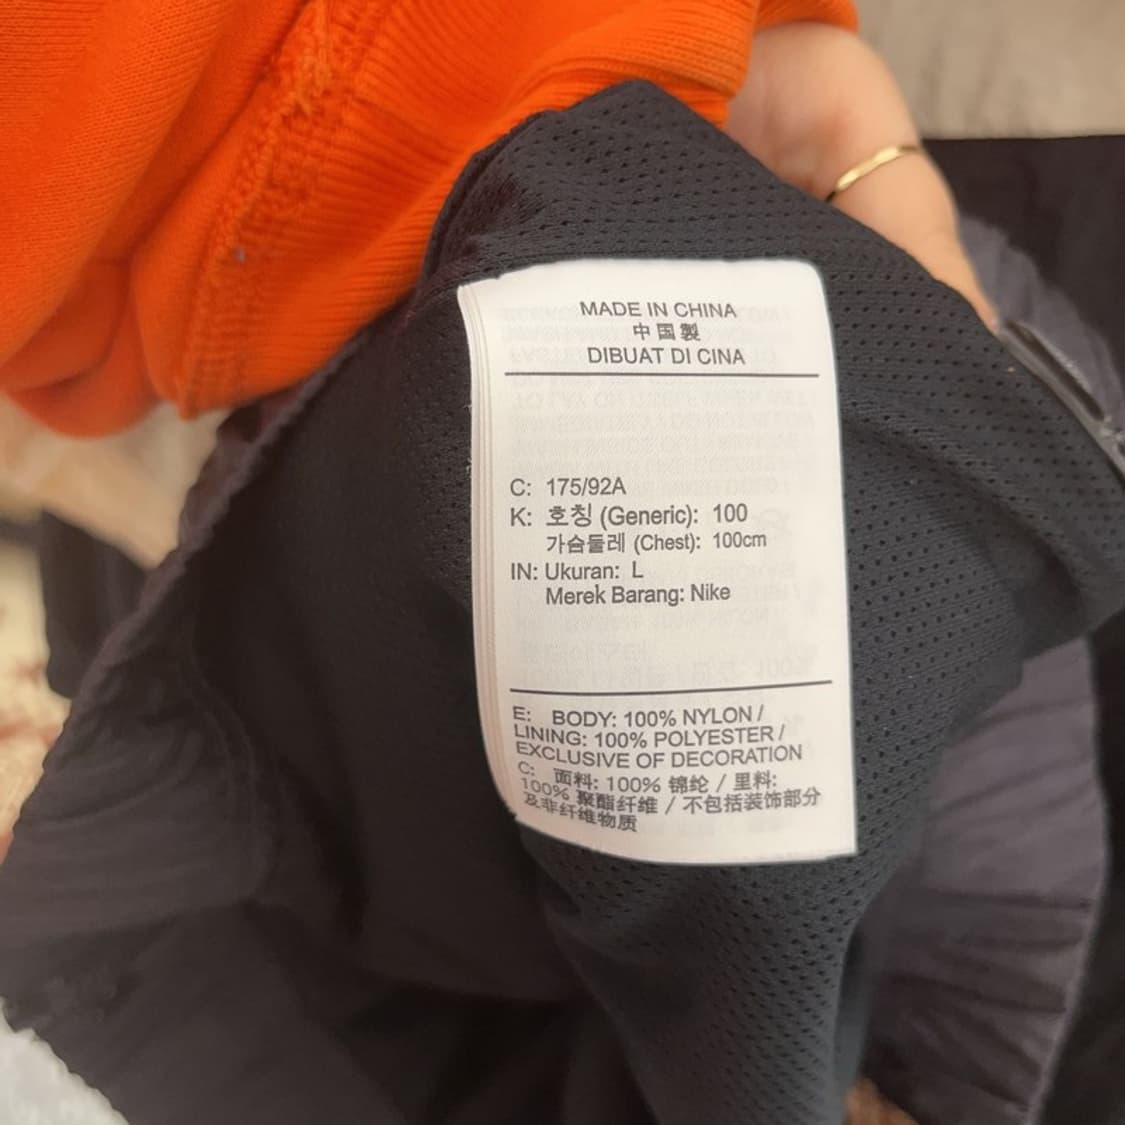 MADE IN CHINA
中国製
DIBUAT DI CINA
C: 175/92A
K: 호칭 (Generic): 100
가슴둘레 (Chest): 100cm
IN: Ukuran: L
Merek Barang: Nike
E: BODY: 100% NYLON /
LINING: 100% POLYESTER /
EXCLUSIVE OF DECORATION
C: 面料: 100% 锦纶 / 里料:
100% 聚酯纤维 / 不包括装饰部分
及非纤维物质